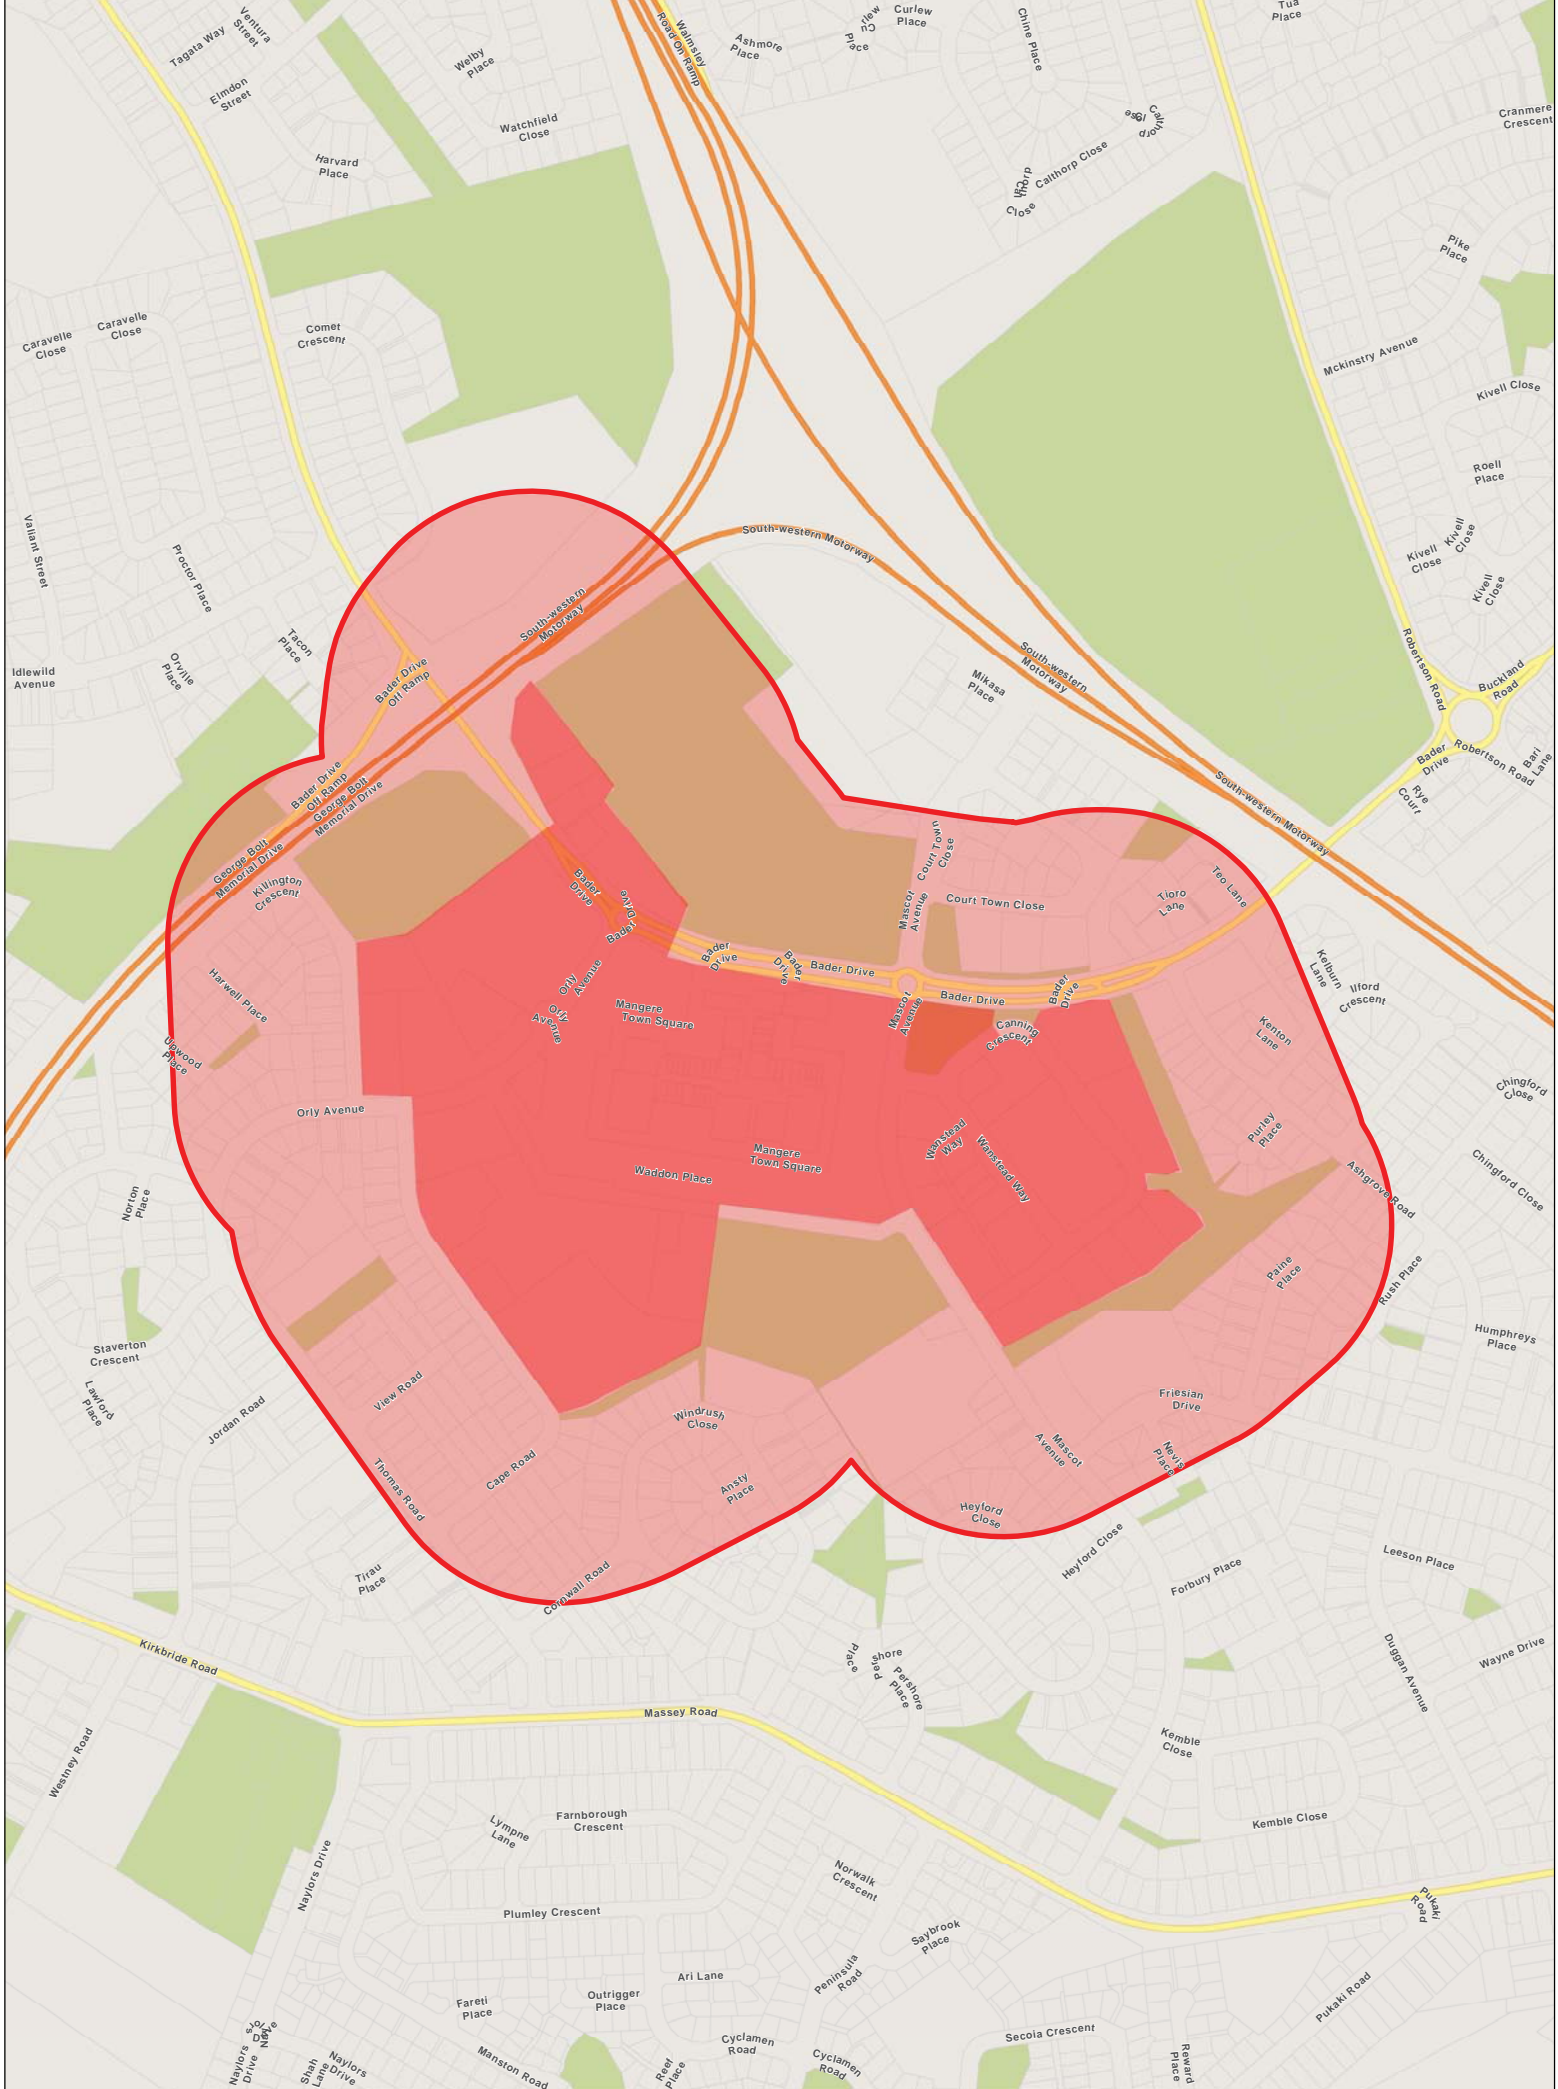 Tagata Way
Ventura
Street
Elmdon
Street
Welby
Place
Watchfield
Close
Harvard
Place
Walmsley
Road On Ramp
Ashmore
Place
Curlew
Place
Curlew
Place
Chine Place
Tua
Place
Calthorp
Close
Calthorp Close
Calthorp
Close
Cranmere
Crescent
Pike
Place
Caravelle
Close
Caravelle
Close
Comet
Crescent
Mckinstry Avenue
Kivell Close
Roell
Place
Kivell
Close
Kivell
Close
Kivell
Close
Valiant Street
Proctor Place
South-western Motorway
South-western
Motorway
Tacon
Place
Orville
Place
Idlewild
Avenue
Bader Drive
Off Ramp
South-western
Motorway
Mikasa
Place
Robertson Road
Buckland
Road
Robertson Road
Bader
Drive
Bari
Lane
Rye
Court
Bader Drive
Off Ramp
George Bolt
Memorial Drive
South-western Motorway
George Bolt
Memorial Drive
Killington
Crescent
Bader
Drive
Bader
Drive
Court Town
Close
Mascot
Avenue
Court Town Close
Tioro
Lane
Teo Lane
Bader
Drive
Bader
Drive
Bader Drive
Bader Drive
Bader
Drive
Mascot
Avenue
Canning
Crescent
Harwell Place
Upwood
Place
Orly
Avenue
Orly
Avenue
Mangere
Town Square
Kelburn
Lane
Ilford
Crescent
Kenton
Lane
Chingford
Close
Orly Avenue
Purley
Place
Wanstead
Way
Wanstead Way
Mangere
Town Square
Waddon Place
Ashgrove Road
Chingford Close
Norton
Place
Paine
Place
Rush Place
Humphreys
Place
Staverton
Crescent
Lawford
Place
Jordan Road
View Road
Windrush
Close
Friesian
Drive
Mascot
Avenue
Nevis
Place
Thomas Road
Cape Road
Ansty
Place
Heyford
Close
Heyford Close
Forbury Place
Leeson Place
Tirau
Place
Cornwall Road
Kirkbride Road
Pershore
Place
Pershore
Place
Duggan Avenue
Wayne Drive
Massey Road
Kemble
Close
Westney Road
Lympne
Lane
Farnborough
Crescent
Kemble Close
Naylors Drive
Norwalk
Crescent
Plumley Crescent
Saybrook
Place
Pukaki
Road
Ari Lane
Peninsula
Road
Outrigger
Place
Fareti
Place
Pukaki Road
Naylors
Drive
Naylors
Drive
Shah
Lane
Naylors
Drive
Manston Road
Reef
Place
Cyclamen
Road
Cyclamen
Road
Secoia Crescent
Reward
Place